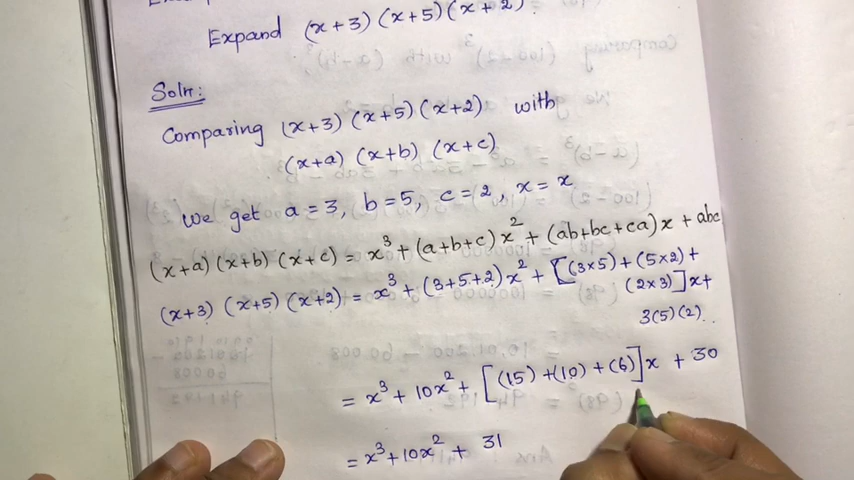 Expand (x+3) (x+5) (x+2).
Soln:
Comparing (x+3) (x+5) (x+2) with
(x+a) (x+b) (x+c)
We get a = 3, b = 5, c = 2, x = x
(x+a) (x+b) (x+c) = x³ + (a+b+c) x² + (ab+bc+ca) x + abc
(x+3) (x+5) (x+2) = x³ + (3+5+2) x² + [(3×5) + (5×2) +
(2×3)] x +
3(5)(2).
= x³ + 10x² + [(15) + (10) + (6)] x + 30
= x³ + 10x² + 31